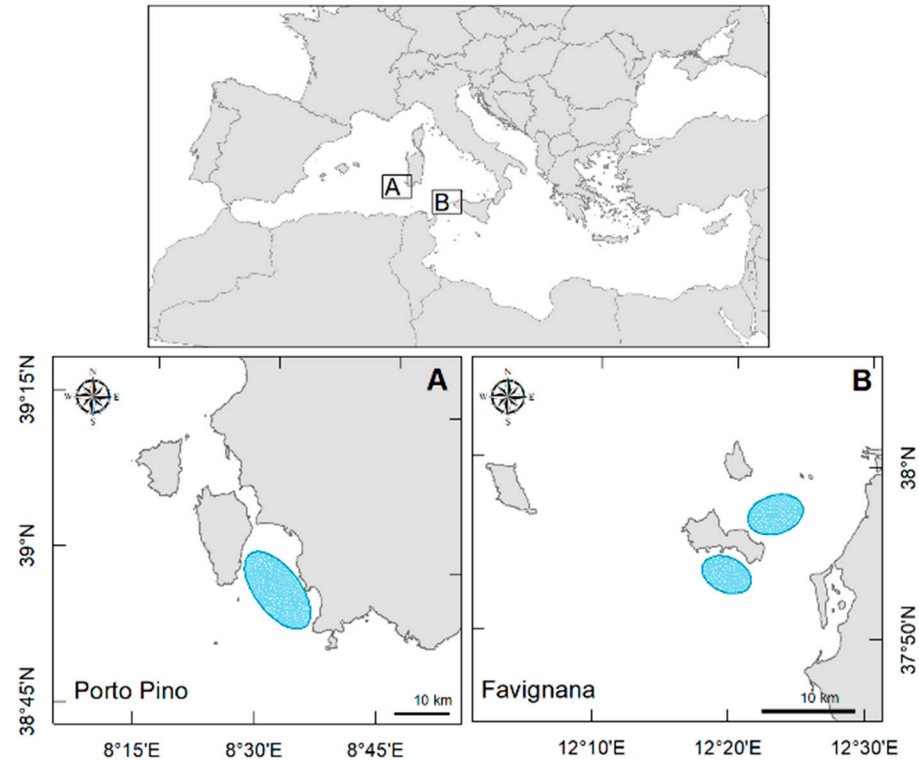 A
B
A
B
N
W
E
S
N
W
E
S
39°15'N
39°N
38°45'N
38°N
37°50'N
Porto Pino
10 km
Favignana
10 km
8°15'E
8°30'E
8°45'E
12°10'E
12°20'E
12°30'E